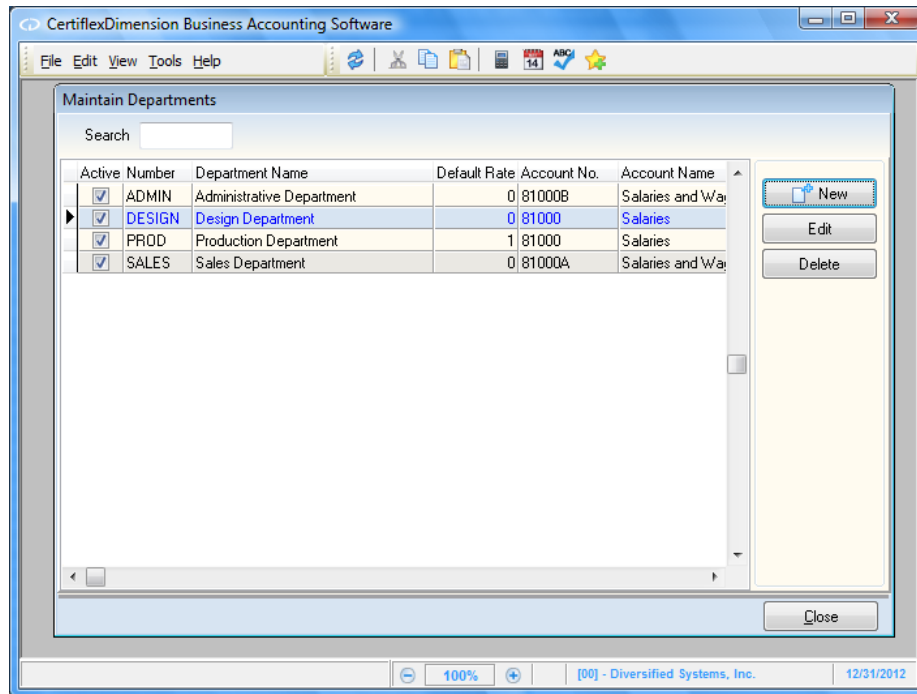 CertiflexDimension Business Accounting Software
File Edit View Tools Help 14 ABC
Maintain Departments
Search
Active Number Department Name Default Rate Account No. Account Name
ADMIN Administrative Department 0 81000B Salaries and Wa
DESIGN Design Department 0 81000 Salaries
PROD Production Department 1 81000 Salaries
SALES Sales Department 0 81000A Salaries and Wa
New
Edit
Delete
Close
100% [00] - Diversified Systems, Inc. 12/31/2012